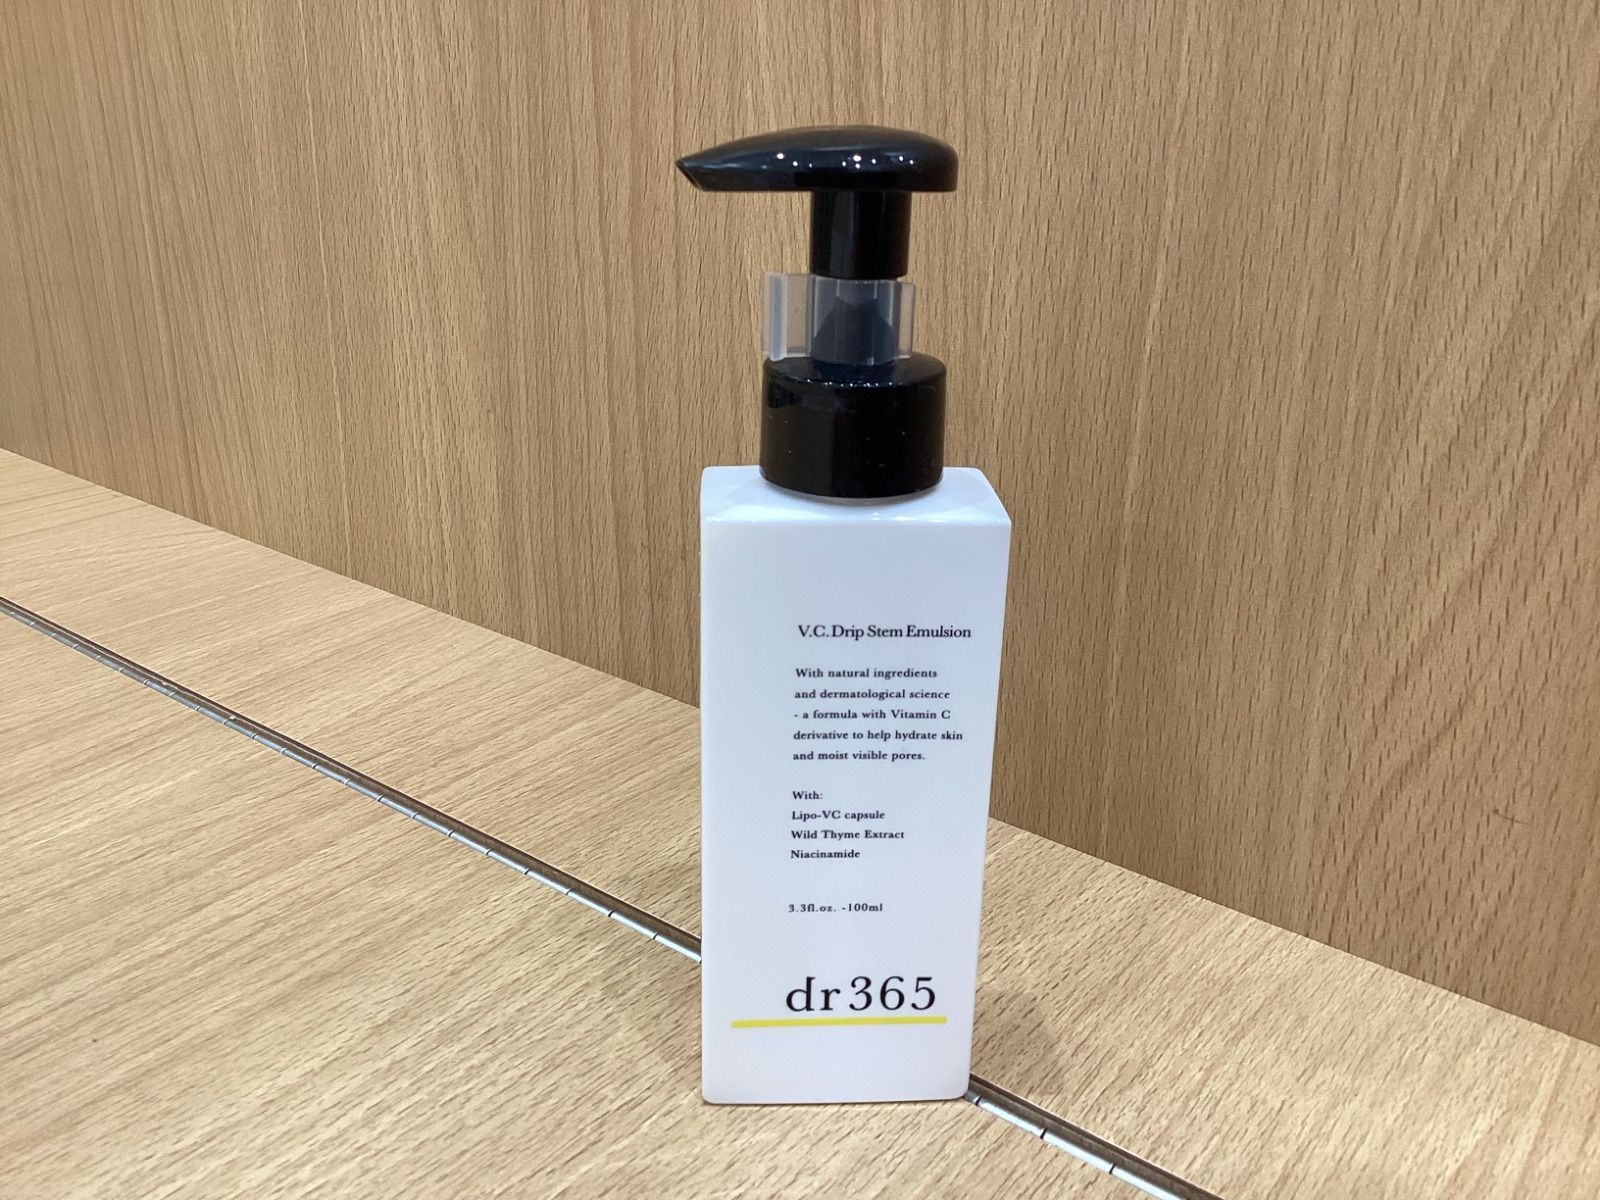 V.C. Drip Stem Emulsion
With natural ingredients
and dermatological science
- a formula with Vitamin C
derivative to help hydrate skin
and moist visible pores.
With:
Lipo-VC capsule
Wild Thyme Extract
Niacinamide
3.3fl.oz. -100ml
dr365